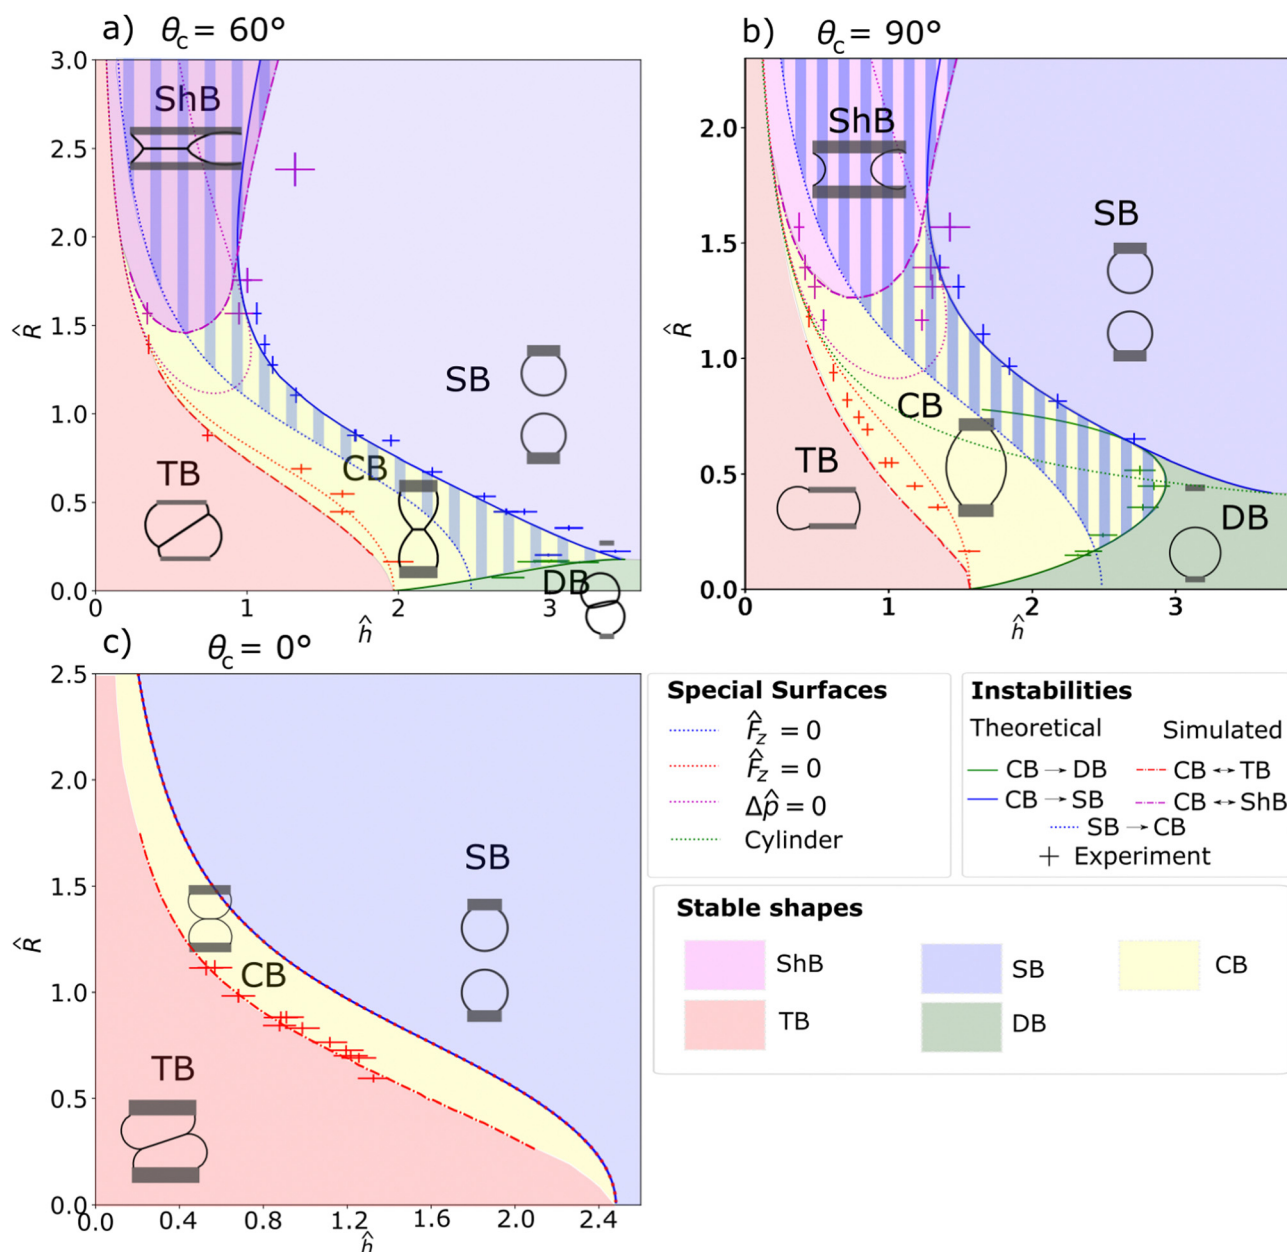 a) θc = 60°
3.0
2.5
2.0
1.5
1.0
0.5
0.0
R̂
ShB
SB
CB
TB
DB
0 1 2 3
ĥ
b) θc = 90°
2.0
1.5
1.0
0.5
0.0
R̂
ShB
SB
CB
TB
DB
0 1 2 3
ĥ
c) θc = 0°
2.5
2.0
1.5
1.0
0.5
0.0
R̂
SB
CB
TB
0.0 0.4 0.8 1.2 1.6 2.0 2.4
ĥ
Special Surfaces
F̂z = 0
F̂z = 0
Δp̂ = 0
Cylinder
Instabilities
Theoretical Simulated
CB → DB CB ↔ TB
CB → SB CB ↔ ShB
SB → CB
Experiment
Stable shapes
ShB SB CB
TB DB